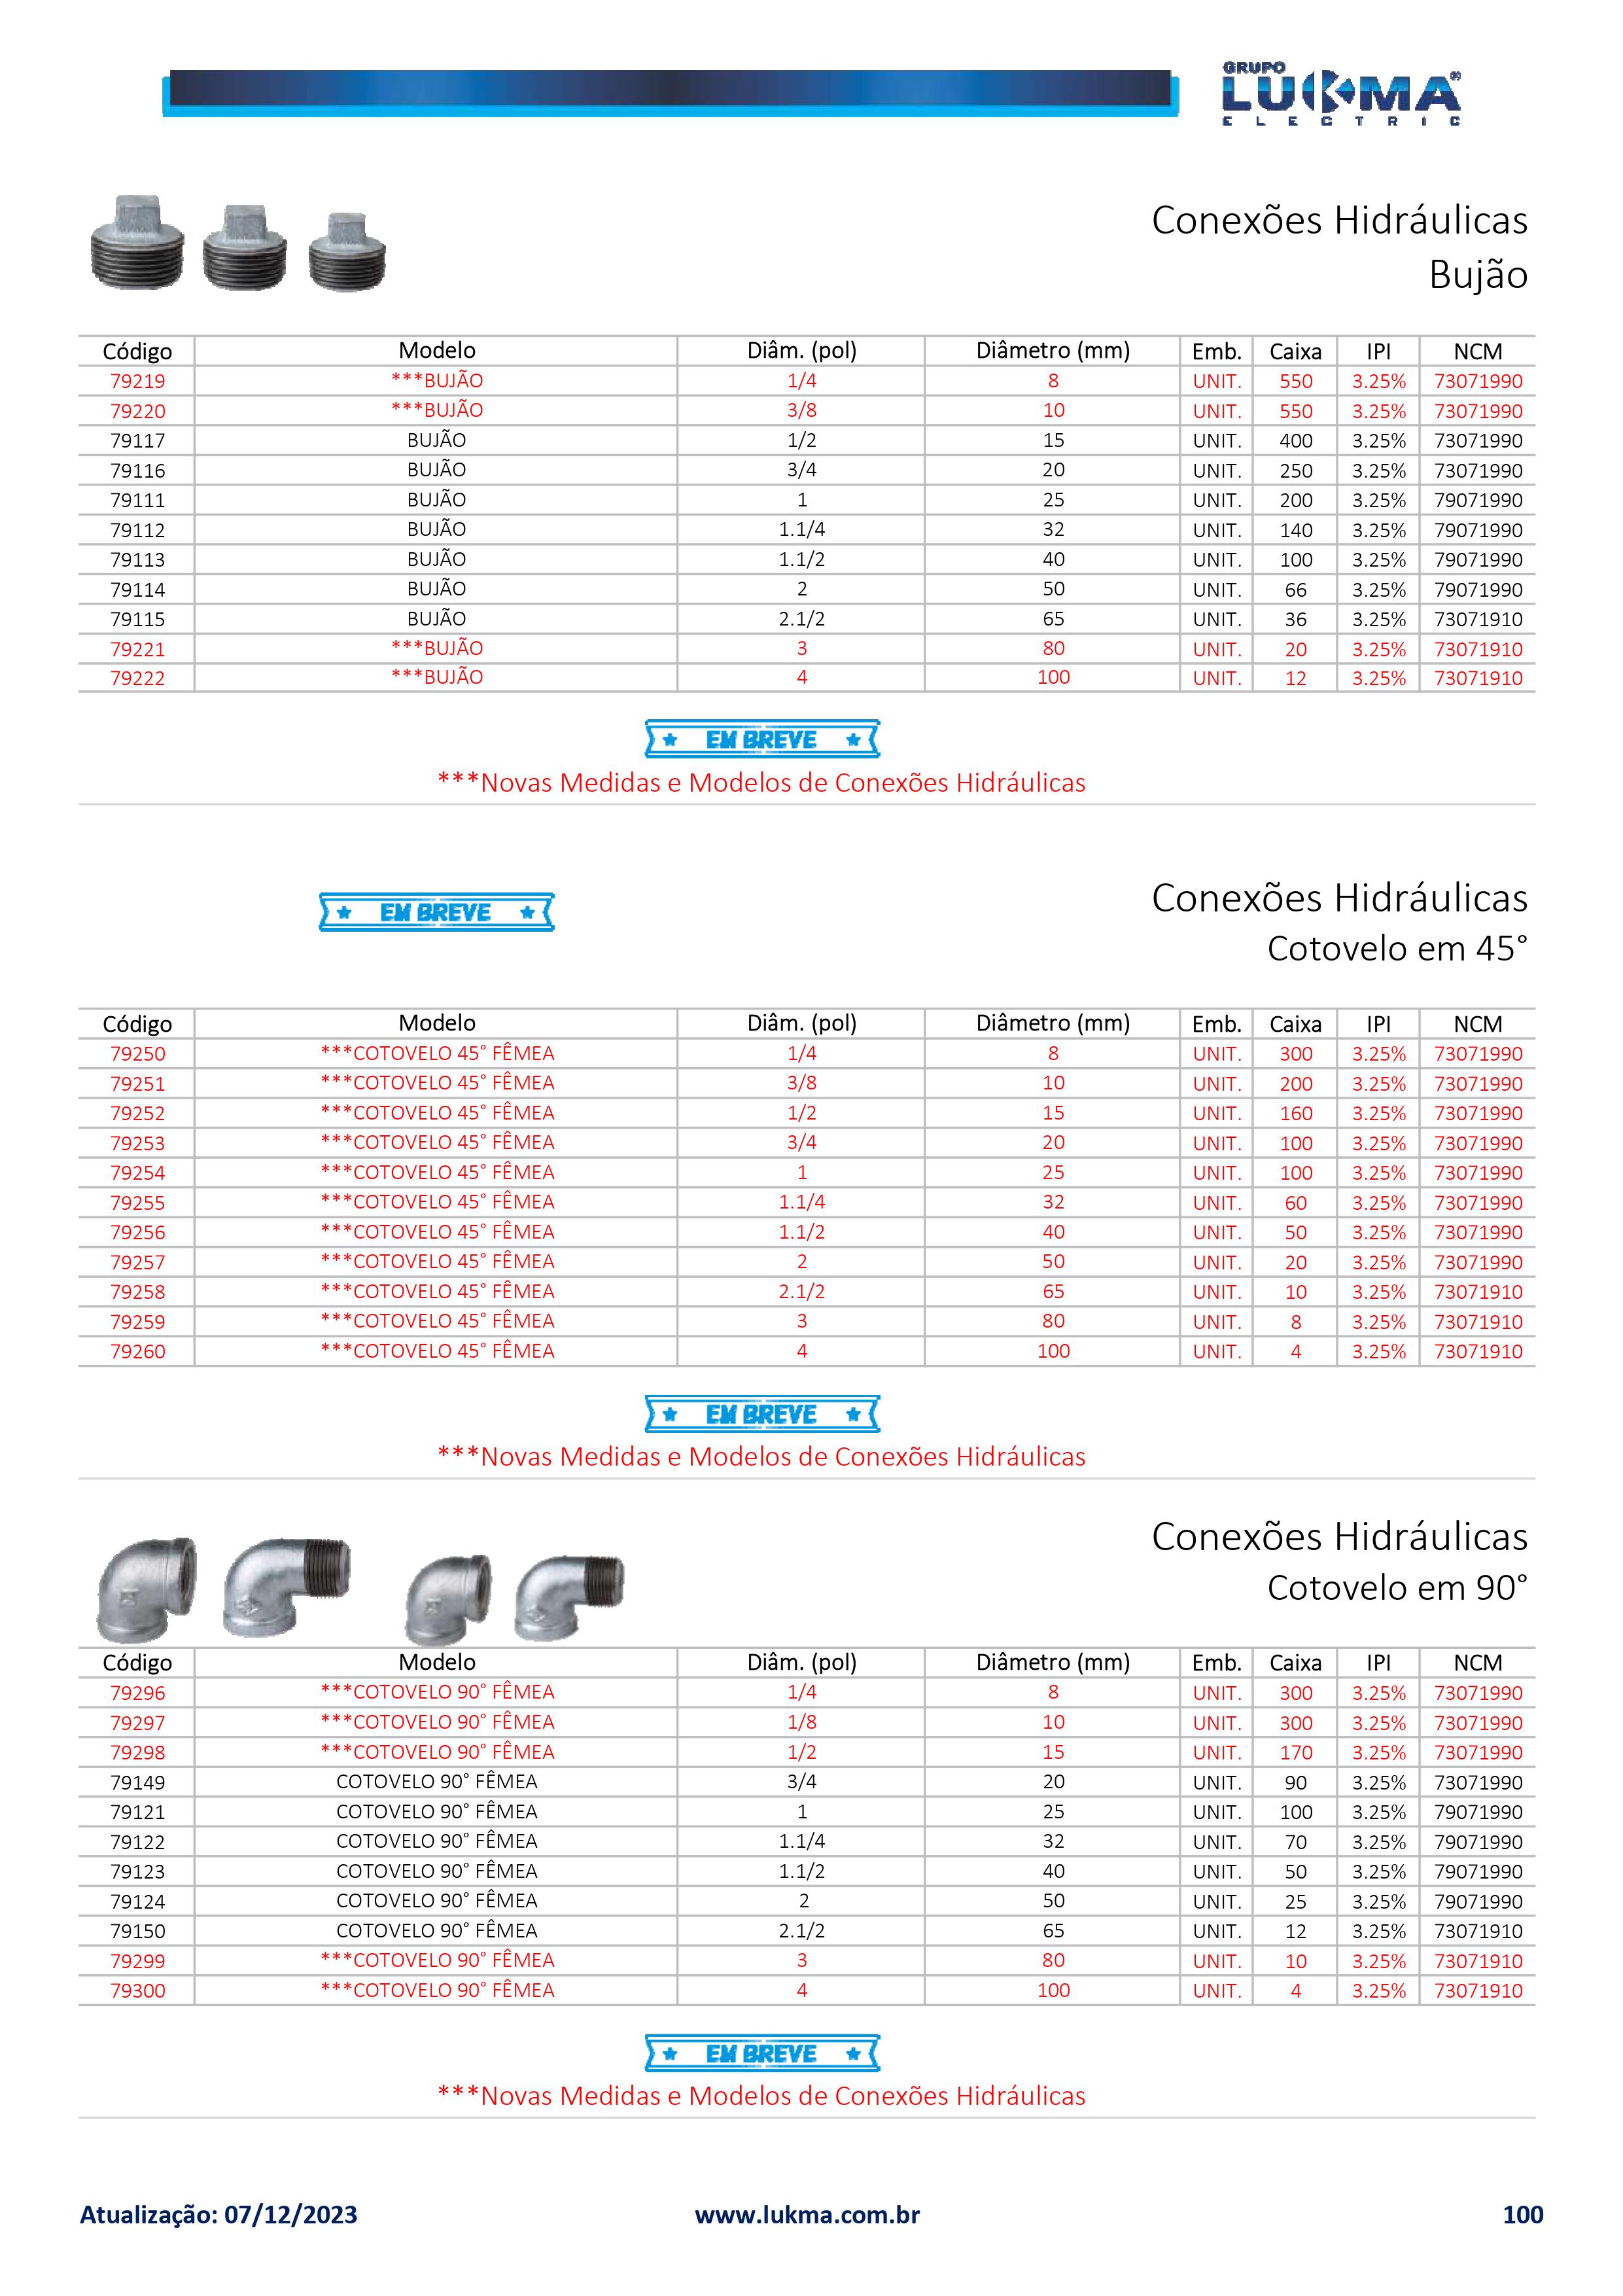 GRUPO
LUKMA®
ELECTRIC
Conexões Hidráulicas
Bujão
Código Modelo Diâm. (pol) Diâmetro (mm) Emb. Caixa IPI NCM
79219 ***BUJÃO 1/4 8 UNIT. 550 3.25% 73071990
79220 ***BUJÃO 3/8 10 UNIT. 550 3.25% 73071990
79117 BUJÃO 1/2 15 UNIT. 400 3.25% 73071990
79116 BUJÃO 3/4 20 UNIT. 250 3.25% 73071990
79111 BUJÃO 1 25 UNIT. 200 3.25% 79071990
79112 BUJÃO 1.1/4 32 UNIT. 140 3.25% 79071990
79113 BUJÃO 1.1/2 40 UNIT. 100 3.25% 79071990
79114 BUJÃO 2 50 UNIT. 66 3.25% 79071990
79115 BUJÃO 2.1/2 65 UNIT. 36 3.25% 73071910
79221 ***BUJÃO 3 80 UNIT. 20 3.25% 73071910
79222 ***BUJÃO 4 100 UNIT. 12 3.25% 73071910
EM BREVE
***Novas Medidas e Modelos de Conexões Hidráulicas
EM BREVE
Conexões Hidráulicas
Cotovelo em 45°
Código Modelo Diâm. (pol) Diâmetro (mm) Emb. Caixa IPI NCM
79250 ***COTOVELO 45° FÊMEA 1/4 8 UNIT. 300 3.25% 73071990
79251 ***COTOVELO 45° FÊMEA 3/8 10 UNIT. 200 3.25% 73071990
79252 ***COTOVELO 45° FÊMEA 1/2 15 UNIT. 160 3.25% 73071990
79253 ***COTOVELO 45° FÊMEA 3/4 20 UNIT. 100 3.25% 73071990
79254 ***COTOVELO 45° FÊMEA 1 25 UNIT. 100 3.25% 73071990
79255 ***COTOVELO 45° FÊMEA 1.1/4 32 UNIT. 60 3.25% 73071990
79256 ***COTOVELO 45° FÊMEA 1.1/2 40 UNIT. 50 3.25% 73071990
79257 ***COTOVELO 45° FÊMEA 2 50 UNIT. 20 3.25% 73071990
79258 ***COTOVELO 45° FÊMEA 2.1/2 65 UNIT. 10 3.25% 73071910
79259 ***COTOVELO 45° FÊMEA 3 80 UNIT. 8 3.25% 73071910
79260 ***COTOVELO 45° FÊMEA 4 100 UNIT. 4 3.25% 73071910
EM BREVE
***Novas Medidas e Modelos de Conexões Hidráulicas
Conexões Hidráulicas
Cotovelo em 90°
Código Modelo Diâm. (pol) Diâmetro (mm) Emb. Caixa IPI NCM
79296 ***COTOVELO 90° FÊMEA 1/4 8 UNIT. 300 3.25% 73071990
79297 ***COTOVELO 90° FÊMEA 1/8 10 UNIT. 300 3.25% 73071990
79298 ***COTOVELO 90° FÊMEA 1/2 15 UNIT. 170 3.25% 73071990
79149 COTOVELO 90° FÊMEA 3/4 20 UNIT. 90 3.25% 73071990
79121 COTOVELO 90° FÊMEA 1 25 UNIT. 100 3.25% 79071990
79122 COTOVELO 90° FÊMEA 1.1/4 32 UNIT. 70 3.25% 79071990
79123 COTOVELO 90° FÊMEA 1.1/2 40 UNIT. 50 3.25% 79071990
79124 COTOVELO 90° FÊMEA 2 50 UNIT. 25 3.25% 79071990
79150 COTOVELO 90° FÊMEA 2.1/2 65 UNIT. 12 3.25% 73071910
79299 ***COTOVELO 90° FÊMEA 3 80 UNIT. 10 3.25% 73071910
79300 ***COTOVELO 90° FÊMEA 4 100 UNIT. 4 3.25% 73071910
EM BREVE
***Novas Medidas e Modelos de Conexões Hidráulicas
Atualização: 07/12/2023 www.lukma.com.br 100